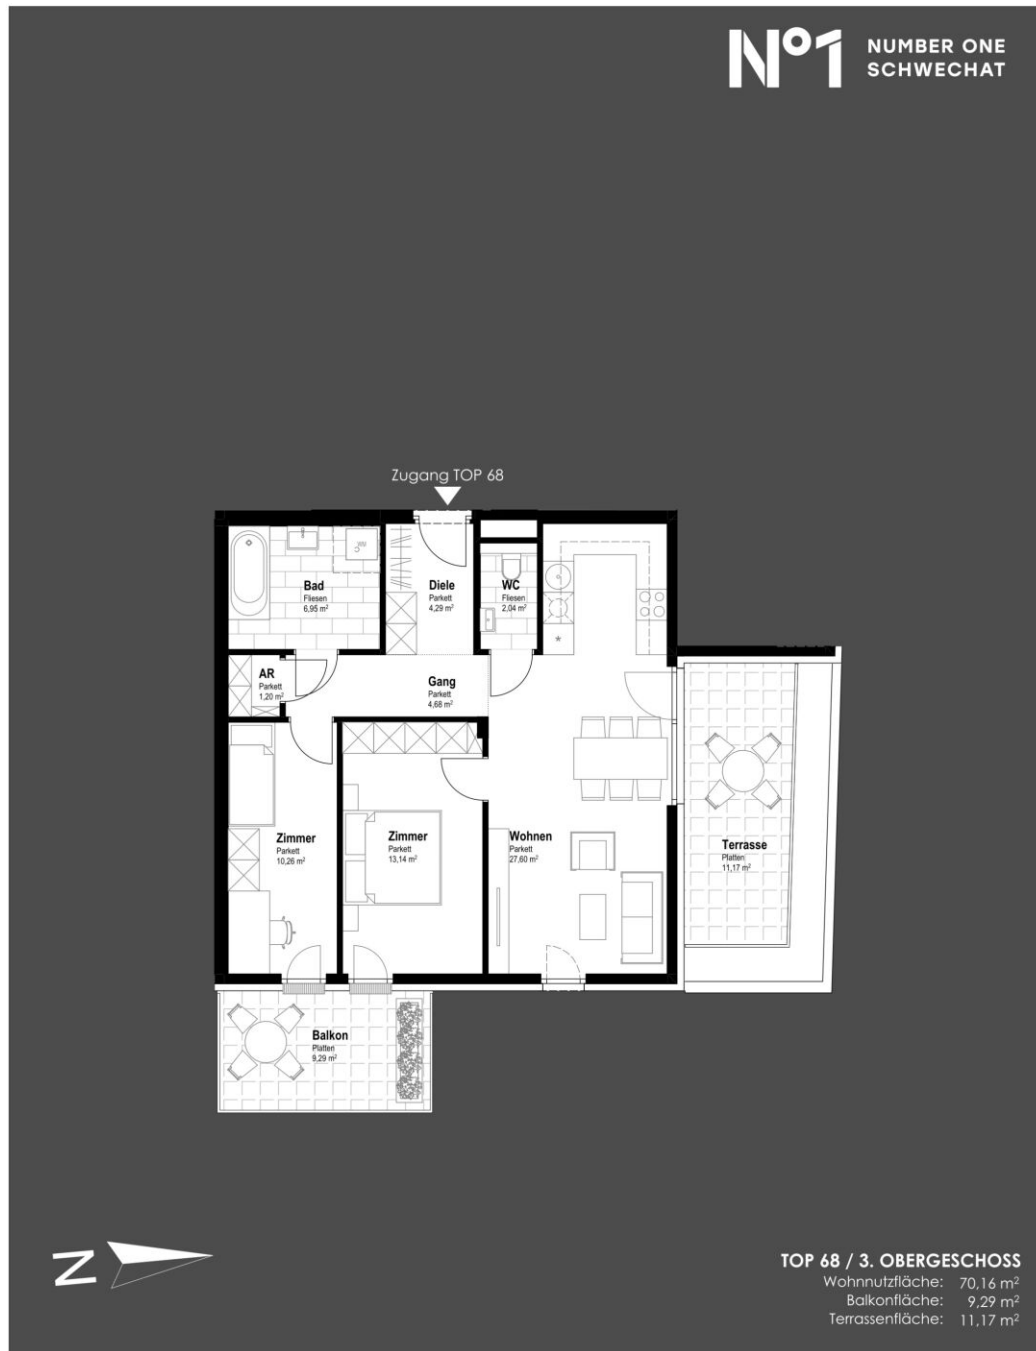 Nº1
NUMBER ONE
SCHWECHAT
Zugang TOP 68
Bad
Fliesen
6,95 m²
Diele
Parkett
4,29 m²
WC
Fliesen
2,04 m²
AR
Parkett
1,20 m²
Gang
Parkett
4,68 m²
Zimmer
Parkett
10,26 m²
Zimmer
Parkett
13,14 m²
Wohnen
Parkett
27,60 m²
Terrasse
Platten
11,17 m²
Balkon
Platten
9,29 m²
N
TOP 68 / 3. OBERGESCHOSS
Wohnnutzfläche: 70,16 m²
Balkonfläche: 9,29 m²
Terrassenfläche: 11,17 m²